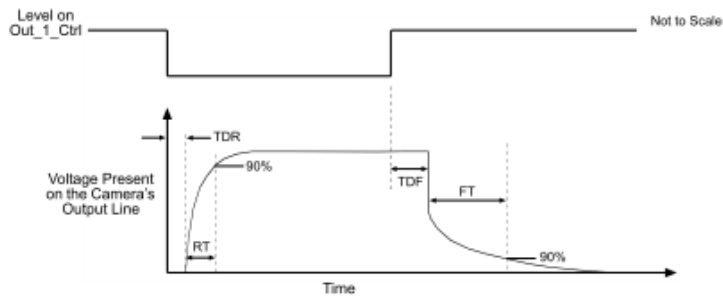 Level on
Out_1_Ctrl
Not to Scale
TDR
90%
Voltage Present
on the Camera's
Output Line
TDF
FT
RT
90%
Time